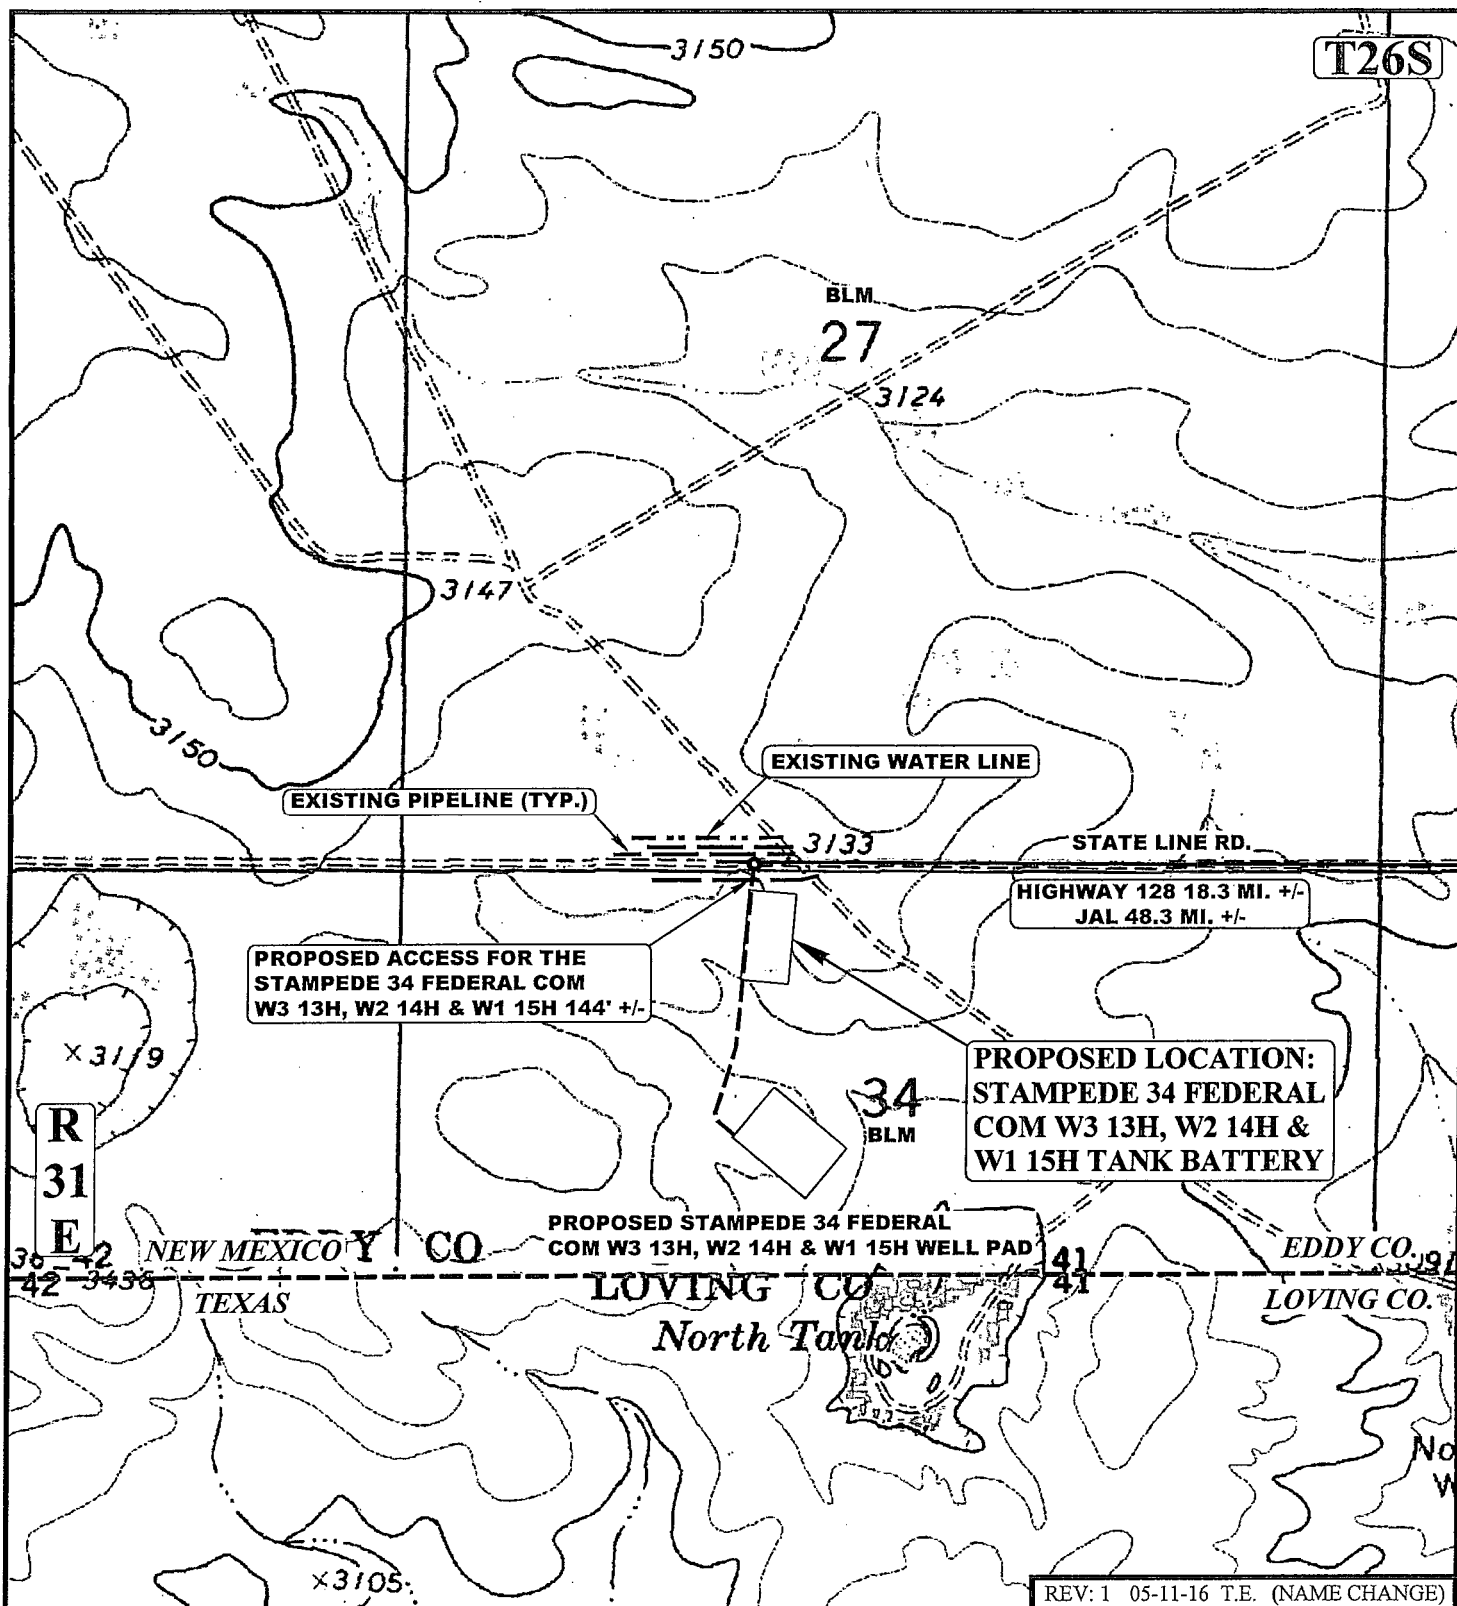 3150
T26S
BLM
27
3124
3147
3150
EXISTING WATER LINE
EXISTING PIPELINE (TYP.)
3133
STATE LINE RD.
HIGHWAY 128 18.3 MI. +/-
JAL 48.3 MI. +/-
PROPOSED ACCESS FOR THE
STAMPEDE 34 FEDERAL COM
W3 13H, W2 14H & W1 15H 144' +/-
3119
PROPOSED LOCATION:
STAMPEDE 34 FEDERAL
COM W3 13H, W2 14H &
W1 15H TANK BATTERY
34
BLM
R
31
E
PROPOSED STAMPEDE 34 FEDERAL
COM W3 13H, W2 14H & W1 15H WELL PAD
NEW MEXICO
Y CO
41
EDDY CO.
42
41
TEXAS
LOVING CO
LOVING CO.
North Tank
No
W
3105
REV: 1 05-11-16 T.E. (NAME CHANGE)